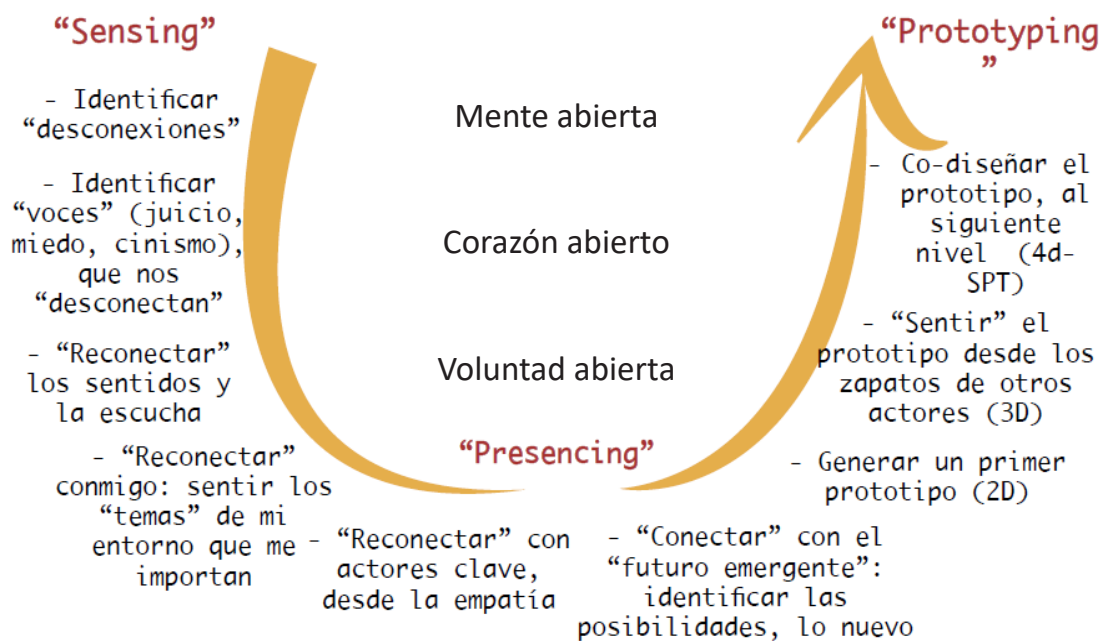 “Sensing”
- Identificar
“desconexiones”
- Identificar
“voces” (juicio,
miedo, cinismo),
que nos
“desconectan”
- “Reconectar”
los sentidos y
la escucha
- “Reconectar”
conmigo: sentir los
“temas” de mi
entorno que me
importan
Mente abierta
Corazón abierto
Voluntad abierta
“Presencing”
- “Reconectar” con
actores clave,
desde la empatía
- “Conectar” con el
“futuro emergente”:
identificar las
posibilidades, lo nuevo
“Prototyping
”
- Co-diseñar el
prototipo, al
siguiente
nivel (4d-
SPT)
- “Sentir” el
prototipo desde los
zapatos de otros
actores (3D)
- Generar un primer
prototipo (2D)